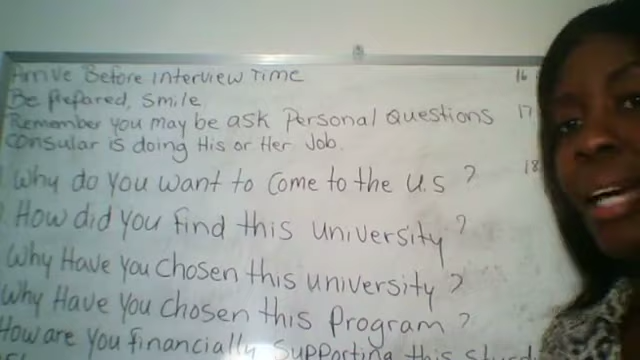 Arrive Before interview Time
Be Prepared, Smile
Remember you may be ask Personal Questions
Consular is doing His or Her Job.
Why do you want to come to the U.S ?
How did you find this university ?
Why Have you chosen this university ?
Why Have you chosen this Program ?
How are you financially supporting this
16
17
18